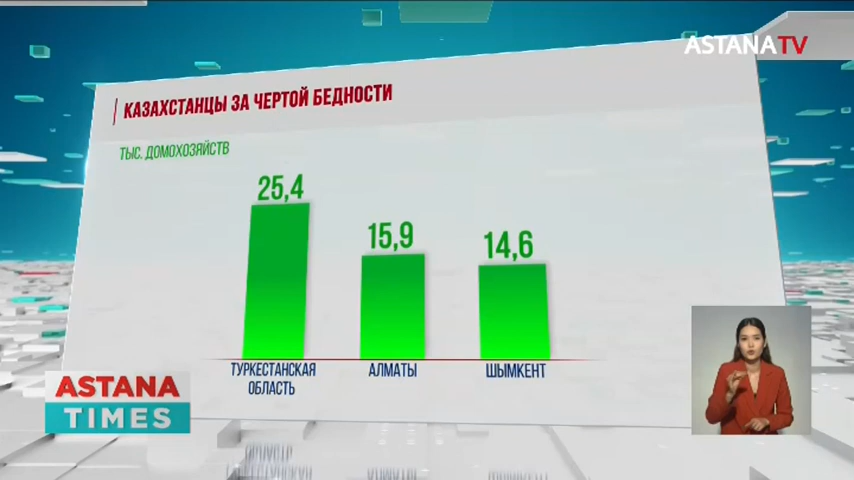 ASTANATV
КАЗАХСТАНЦЫ ЗА ЧЕРТОЙ БЕДНОСТИ
ТЫС. ДОМОХОЗЯЙСТВ
25,4
15,9
14,6
ТУРКЕСТАНСКАЯ
ОБЛАСТЬ
АЛМАТЫ
ШЫМКЕНТ
ASTANA
TIMES